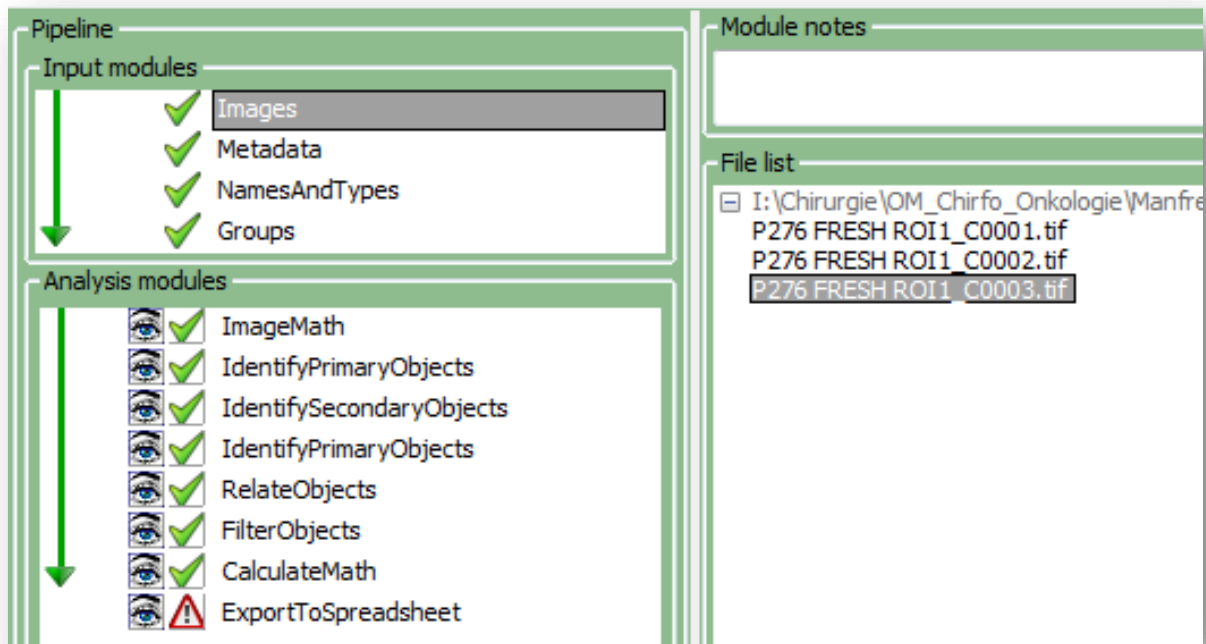 Pipeline
Input modules
Images
Metadata
NamesAndTypes
Groups
Analysis modules
ImageMath
IdentifyPrimaryObjects
IdentifySecondaryObjects
IdentifyPrimaryObjects
RelateObjects
FilterObjects
CalculateMath
ExportToSpreadsheet
Module notes
File list
I:\Chirurgie\OM_Chirfo_Onkologie\Manfre
P276 FRESH ROI1_C0001.tif
P276 FRESH ROI1_C0002.tif
P276 FRESH ROI1_C0003.tif